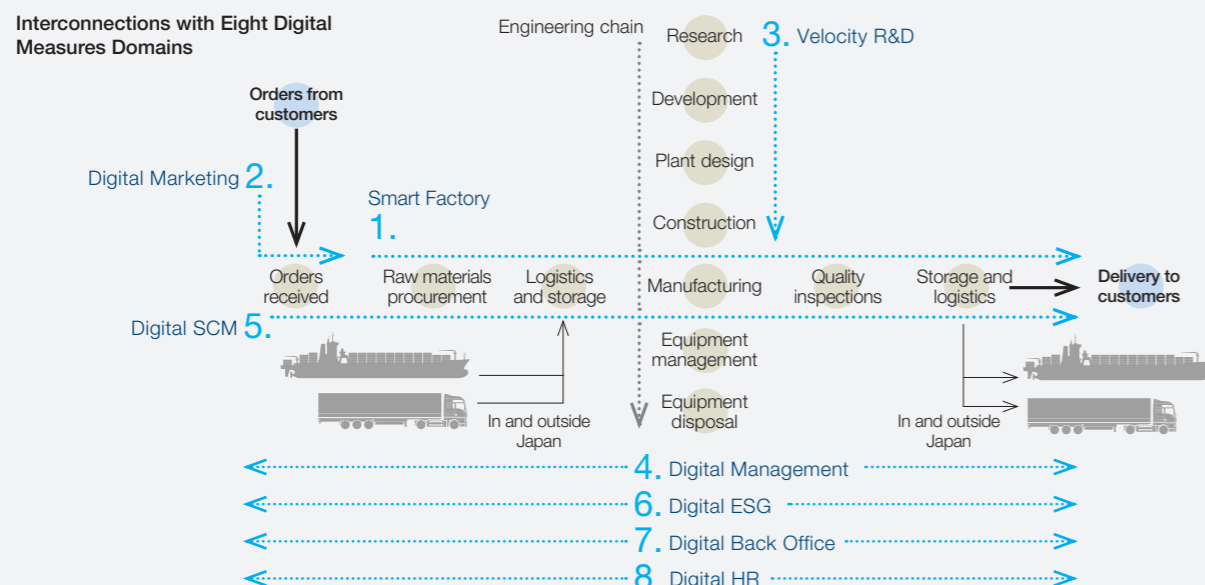 Interconnections with Eight Digital
Measures Domains
Engineering chain
Research
3. Velocity R&D
Orders from
customers
Development
Digital Marketing 2.
Plant design
Smart Factory
1.
Construction
Orders
received
Raw materials
procurement
Logistics
and storage
Manufacturing
Quality
inspections
Storage and
logistics
Delivery to
customers
Digital SCM 5.
Equipment
management
Equipment
disposal
In and outside
Japan
In and outside
Japan
4. Digital Management
6. Digital ESG
7. Digital Back Office
8. Digital HR